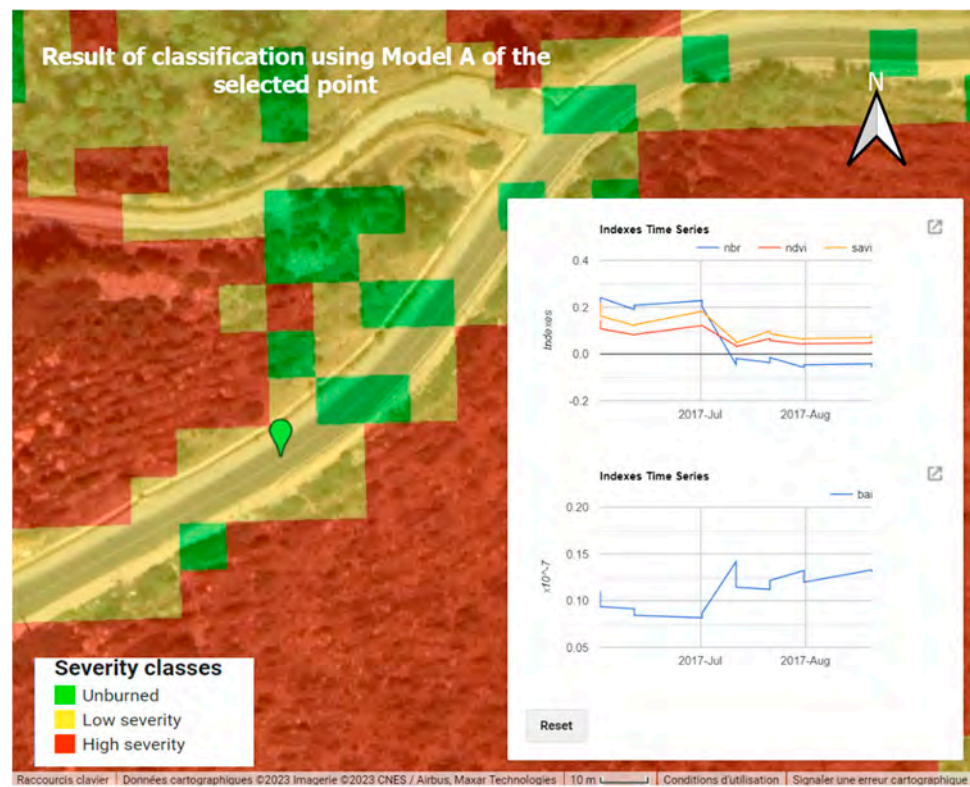 Result of classification using Model A of the
selected point
N
Indexes Time Series
nbr ndvi savi
0.4
0.2
0.0
-0.2
Indexes
2017-Jul 2017-Aug
Indexes Time Series
bai
0.20
0.15
0.10
0.05
x10^-7
2017-Jul 2017-Aug
Reset
Severity classes
Unburned
Low severity
High severity
Raccourcis clavier Données cartographiques ©2023 Imagerie ©2023 CNES / Airbus, Maxar Technologies 10 m Conditions d'utilisation Signaler une erreur cartographique